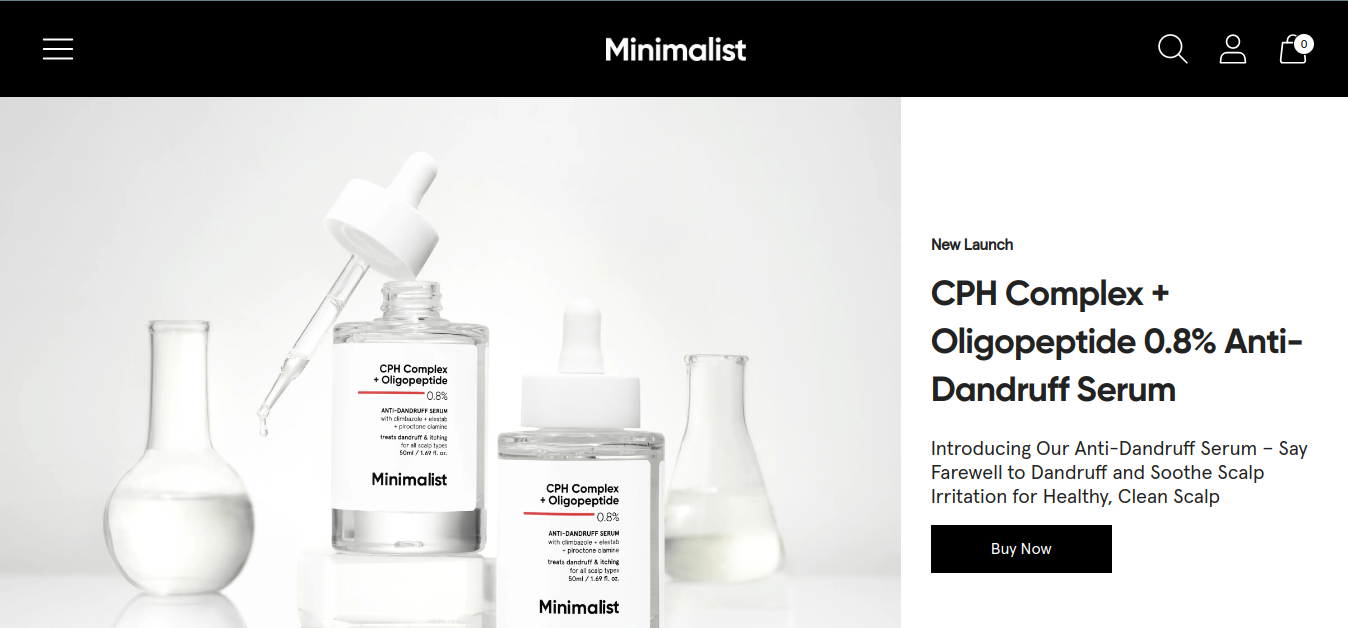 Minimalist
0
New Launch
CPH Complex +
Oligopeptide 0.8% Anti-
Dandruff Serum
Introducing Our Anti-Dandruff Serum – Say
Farewell to Dandruff and Soothe Scalp
Irritation for Healthy, Clean Scalp
Buy Now
CPH Complex
+ Oligopeptide
0.8%
ANTI-DANDRUFF SERUM
with climbazole + elestab
+ piroctone olamine
treats dandruff & itching
for all scalp types
50ml / 1.69 fl. oz.
Minimalist
CPH Complex
+ Oligopeptide
0.8%
ANTI-DANDRUFF SERUM
with climbazole + elestab
+ piroctone olamine
treats dandruff & itching
for all scalp types
50ml / 1.69 fl. oz.
Minimalist